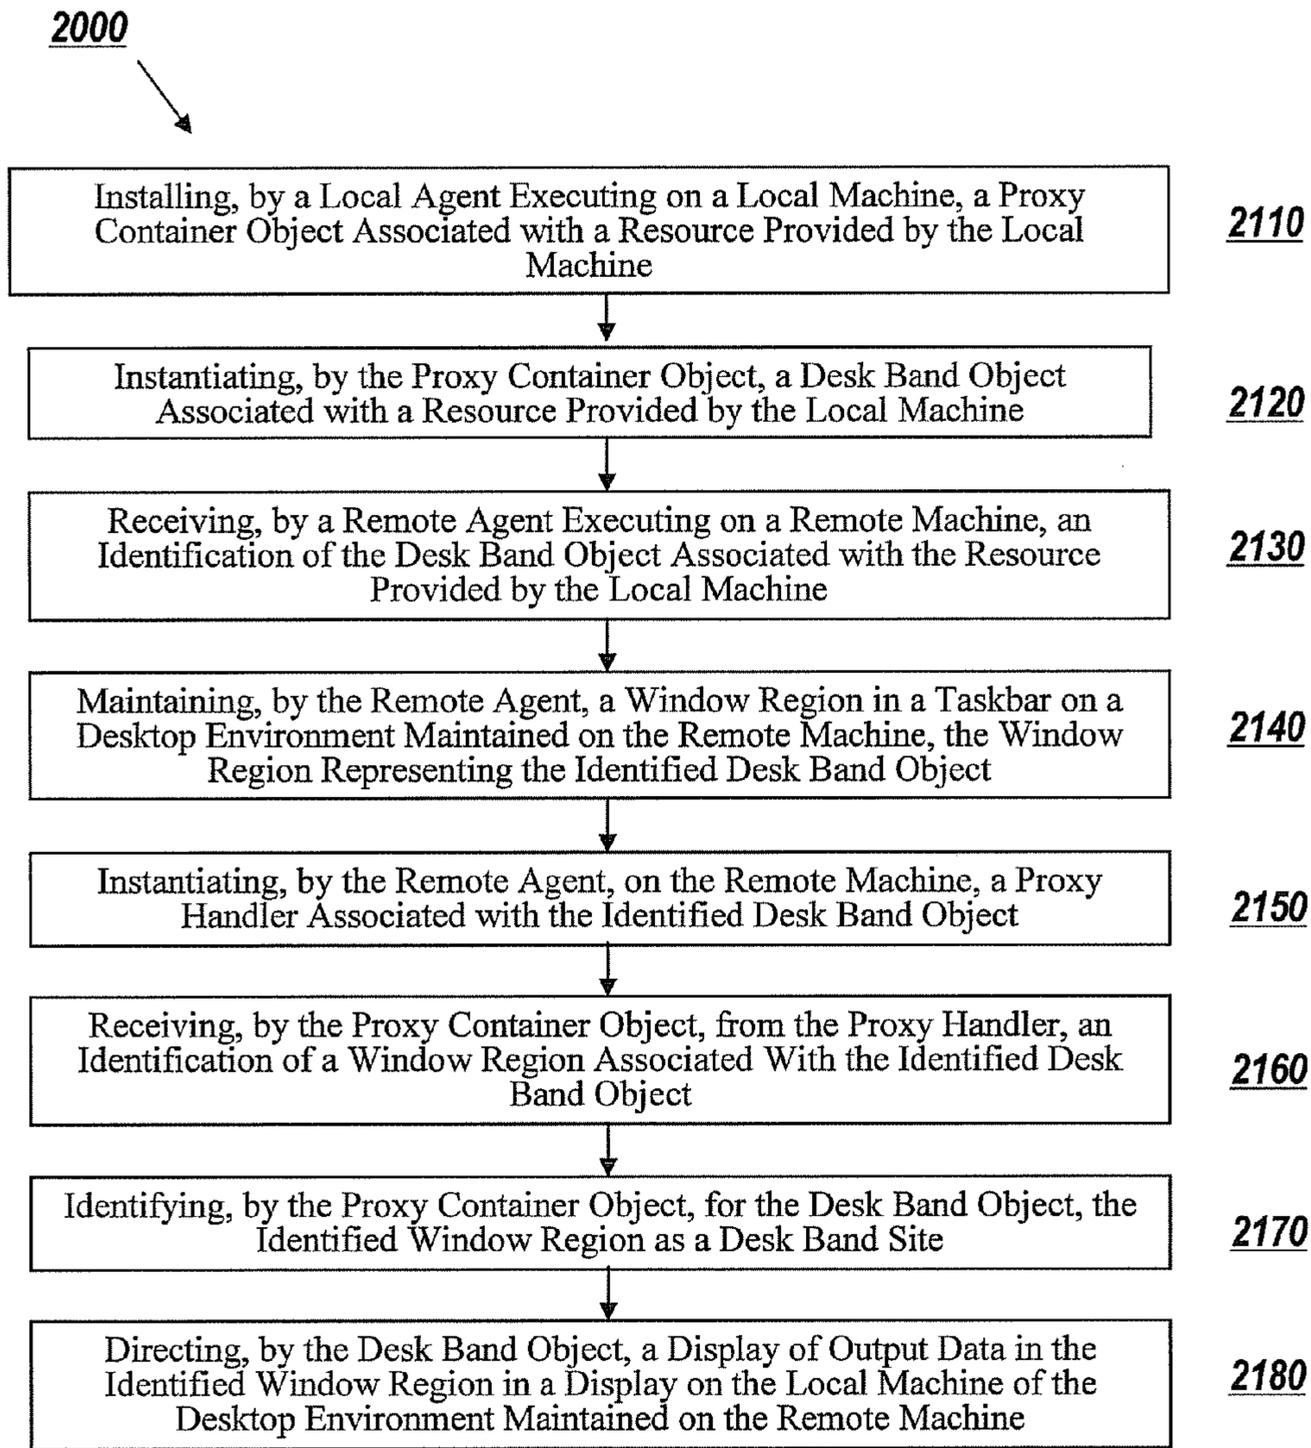 2000
Installing, by a Local Agent Executing on a Local Machine, a Proxy
Container Object Associated with a Resource Provided by the Local
Machine
2110
Instantiating, by the Proxy Container Object, a Desk Band Object
Associated with a Resource Provided by the Local Machine
2120
Receiving, by a Remote Agent Executing on a Remote Machine, an
Identification of the Desk Band Object Associated with the Resource
Provided by the Local Machine
2130
Maintaining, by the Remote Agent, a Window Region in a Taskbar on a
Desktop Environment Maintained on the Remote Machine, the Window
Region Representing the Identified Desk Band Object
2140
Instantiating, by the Remote Agent, on the Remote Machine, a Proxy
Handler Associated with the Identified Desk Band Object
2150
Receiving, by the Proxy Container Object, from the Proxy Handler, an
Identification of a Window Region Associated With the Identified Desk
Band Object
2160
Identifying, by the Proxy Container Object, for the Desk Band Object, the
Identified Window Region as a Desk Band Site
2170
Directing, by the Desk Band Object, a Display of Output Data in the
Identified Window Region in a Display on the Local Machine of the
Desktop Environment Maintained on the Remote Machine
2180